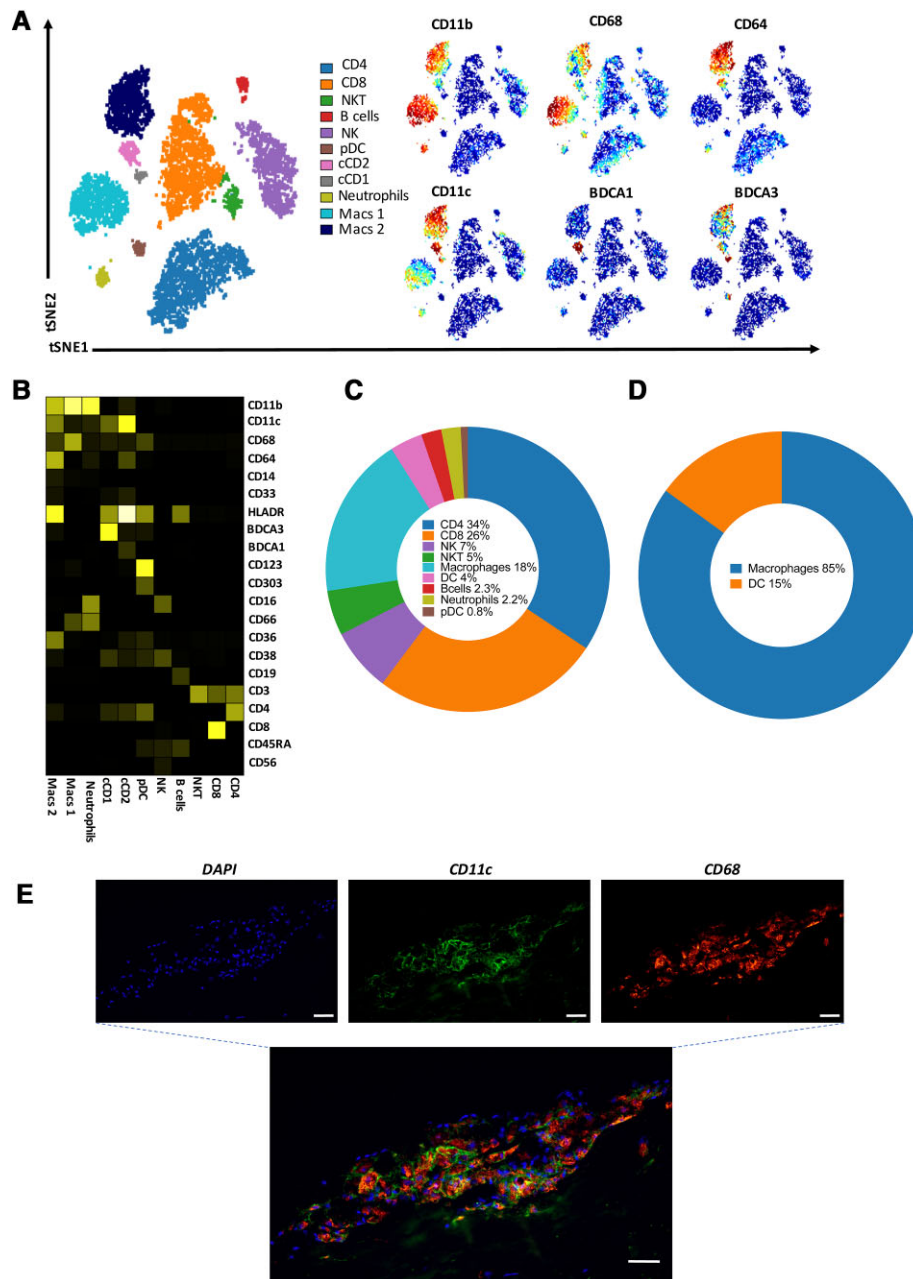 A
tSNE2
tSNE1
CD4
CD8
NKT
B cells
NK
pDC
cCD2
cCD1
Neutrophils
Macs 1
Macs 2
CD11b
CD68
CD64
CD11c
BDCA1
BDCA3
B
CD11b
CD11c
CD68
CD64
CD14
CD33
HLADR
BDCA3
BDCA1
CD123
CD303
CD16
CD66
CD36
CD38
CD19
CD3
CD4
CD8
CD45RA
CD56
Macs 2
Macs 1
Neutrophils
cCD1
cCD2
pDC
NK
B cells
NKT
CD8
CD4
C
CD4 34%
CD8 26%
NK 7%
NKT 5%
Macrophages 18%
DC 4%
Bcells 2.3%
Neutrophils 2.2%
pDC 0.8%
D
Macrophages 85%
DC 15%
E
DAPI
CD11c
CD68